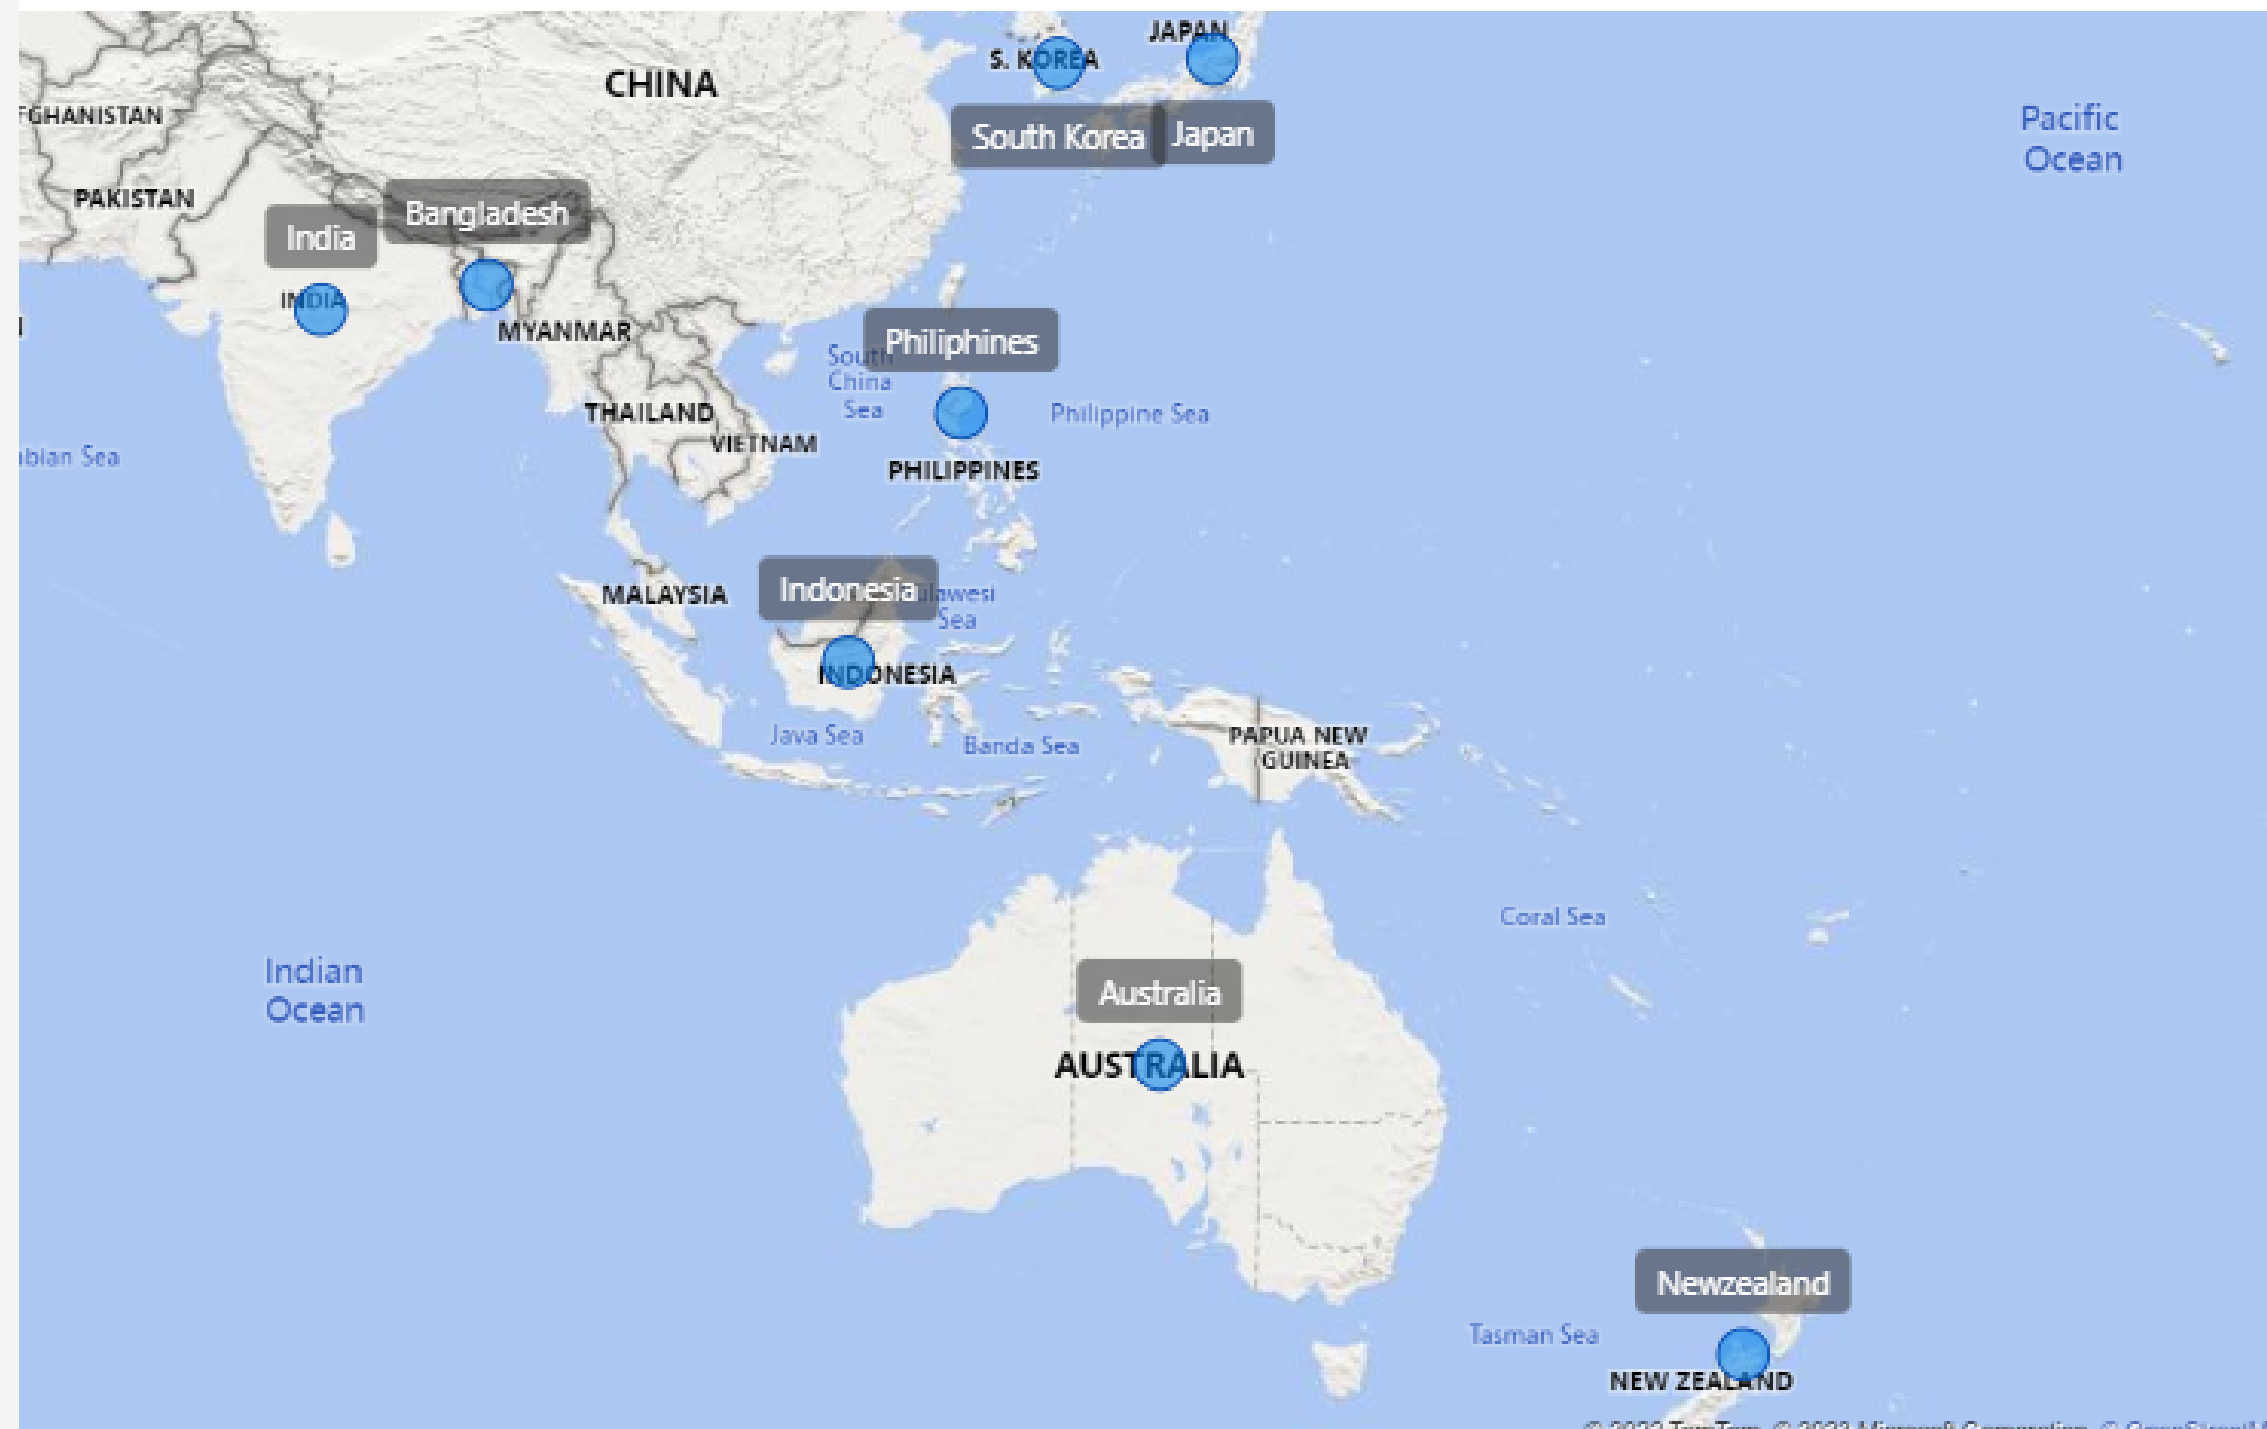 JAPAN
S. KOREA
CHINA
South Korea
Japan
Pacific
Ocean
GHANISTAN
PAKISTAN
Bangladesh
India
INDIA
MYANMAR
Philiphines
South
China
Sea
THAILAND
VIETNAM
Philippine Sea
bian Sea
PHILIPPINES
Indonesia
MALAYSIA
ulawesi
Sea
INDONESIA
Java Sea
Banda Sea
PAPUA NEW
GUINEA
Coral Sea
Indian
Ocean
Australia
AUSTRALIA
Newzealand
Tasman Sea
NEW ZEALAND